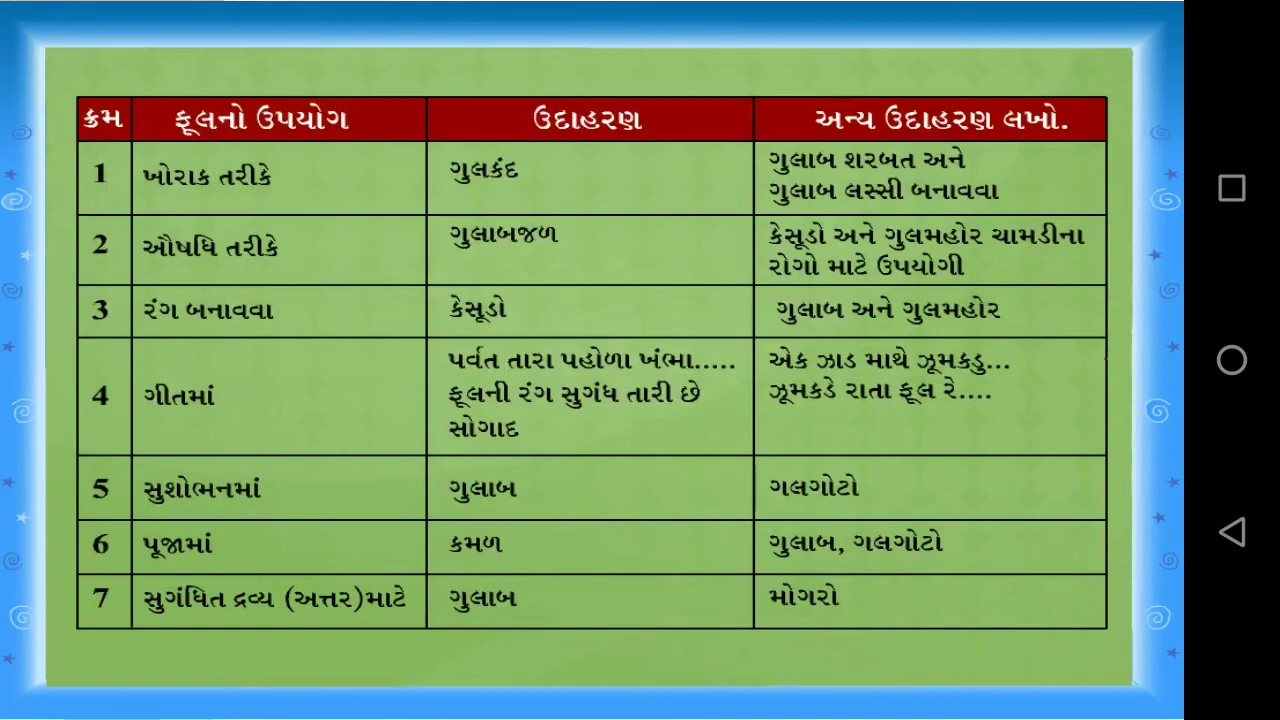 ક્રમ ફૂલનો ઉપયોગ ઉદાહરણ અન્ય ઉદાહરણ લખો.
1 ખોરાક તરીકે ગુલકંદ ગુલાબ શરબત અને
ગુલાબ લસ્સી બનાવવા
2 ઔષધિ તરીકે ગુલાબજળ કેસૂડો અને ગુલમહોર ચામડીના
રોગો માટે ઉપયોગી
3 રંગ બનાવવા કેસૂડો ગુલાબ અને ગુલમહોર
4 ગીતમાં પર્વત તારા પહોળા ખંભા..... એક ઝાડ માથે ઝૂમકડુ...
ફૂલની રંગ સુગંધ તારી છે ઝૂમકડે રાતા ફૂલ રે....
સોગાદ
5 સુશોભનમાં ગુલાબ ગલગોટો
6 પૂજામાં કમળ ગુલાબ, ગલગોટો
7 સુગંધિત દ્રવ્ય (અત્તર)માટે ગુલાબ મોગરો